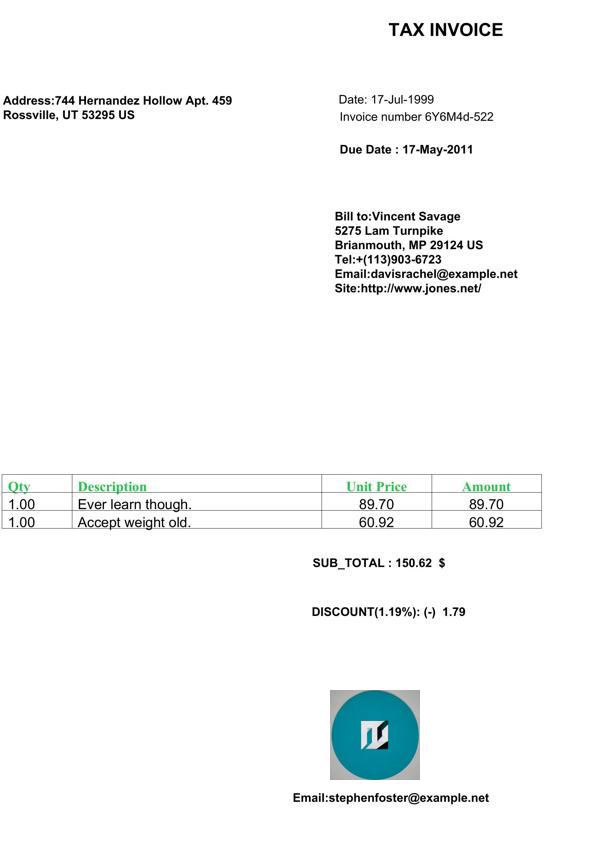 TAX INVOICE
Address:744 Hernandez Hollow Apt. 459
Rossville, UT 53295 US
Date: 17-Jul-1999
Invoice number 6Y6M4d-522
Due Date : 17-May-2011
Bill to:Vincent Savage
5275 Lam Turnpike
Brianmouth, MP 29124 US
Tel:+(113)903-6723
Email:davisrachel@example.net
Site:http://www.jones.net/
Qty Description Unit Price Amount
1.00 Ever learn though. 89.70 89.70
1.00 Accept weight old. 60.92 60.92
SUB_TOTAL : 150.62 $
DISCOUNT(1.19%): (-) 1.79
Email:stephenfoster@example.net